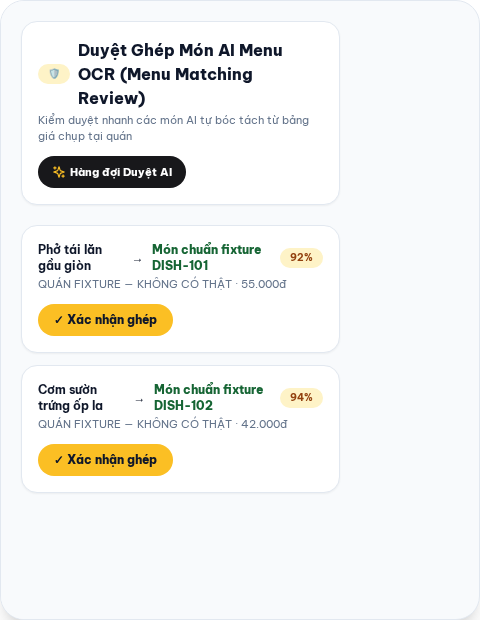 🛡️ Duyệt Ghép Món AI Menu
OCR (Menu Matching
Review)
Kiểm duyệt nhanh các món AI tự bóc tách từ bảng
giá chụp tại quán
Hàng đợi Duyệt AI
Phở tái lăn
gầu giòn
→
Món chuẩn fixture
DISH-101
92%
QUÁN FIXTURE — KHÔNG CÓ THẬT · 55.000đ
✓ Xác nhận ghép
Cơm sườn
trứng ốp la
→
Món chuẩn fixture
DISH-102
94%
QUÁN FIXTURE — KHÔNG CÓ THẬT · 42.000đ
✓ Xác nhận ghép